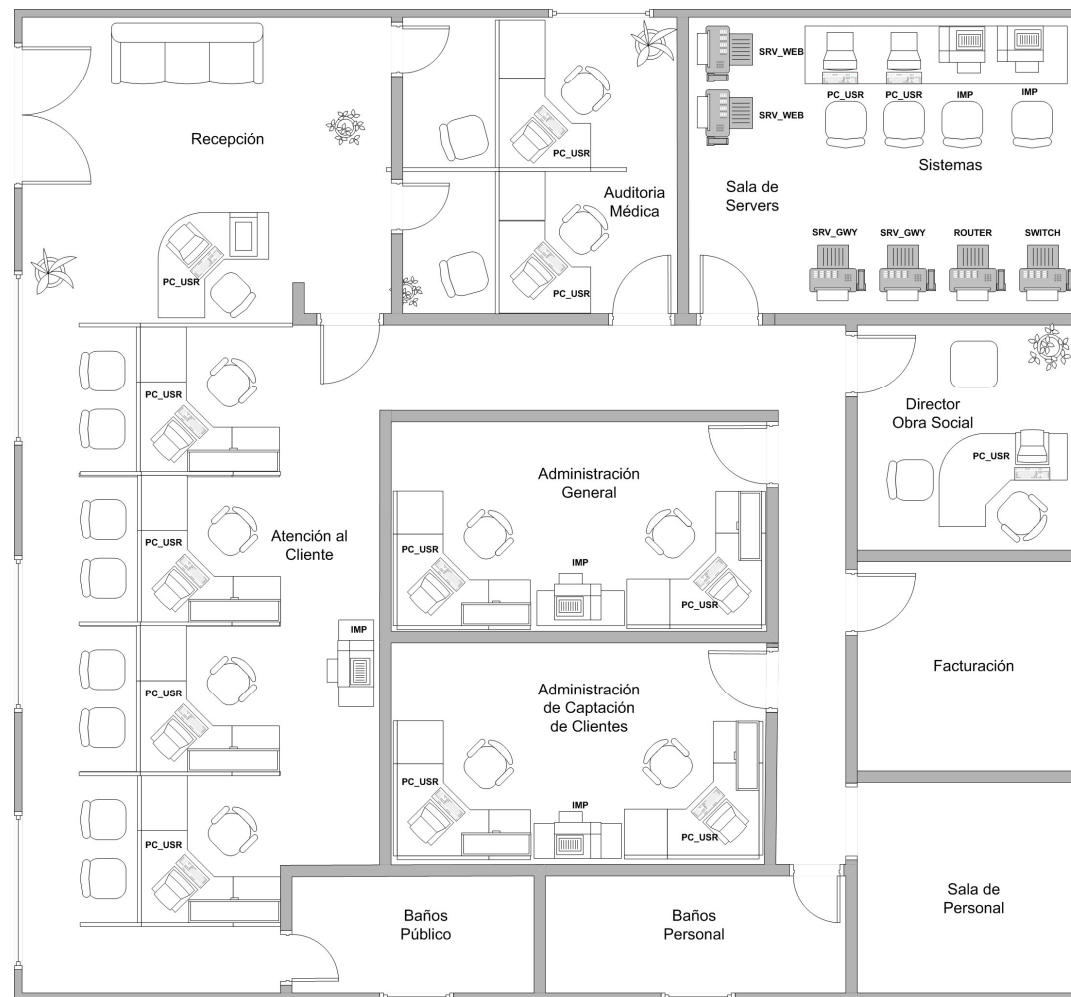 SRV_WEB
PC_USR
PC_USR
IMP
IMP
SRV_WEB
Recepción
PC_USR
Sistemas
Auditoria
Médica
Sala de
Servers
SRV_GWY
SRV_GWY
ROUTER
SWITCH
PC_USR
PC_USR
PC_USR
Director
Obra Social
PC_USR
Administración
General
Atención al
Cliente
PC_USR
PC_USR
IMP
PC_USR
IMP
Facturación
PC_USR
Administración
de Captación
de Clientes
PC_USR
IMP
PC_USR
PC_USR
Sala de
Personal
Baños
Público
Baños
Personal